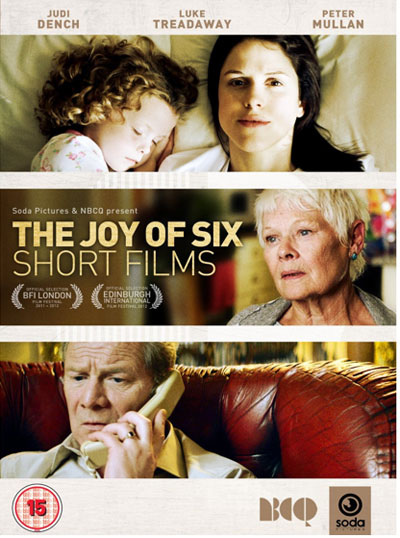 JUDI
DENCH
LUKE
TREADAWAY
PETER
MULLAN
Soda Pictures & NBCQ present
THE JOY OF SIX
SHORT FILMS
OFFICIAL SELECTION
BFI LONDON
FILM FESTIVAL
OFFICIAL SELECTION
EDINBURGH
INTERNATIONAL
FILM FESTIVAL 2012
15
BCQ
soda
PICTURES